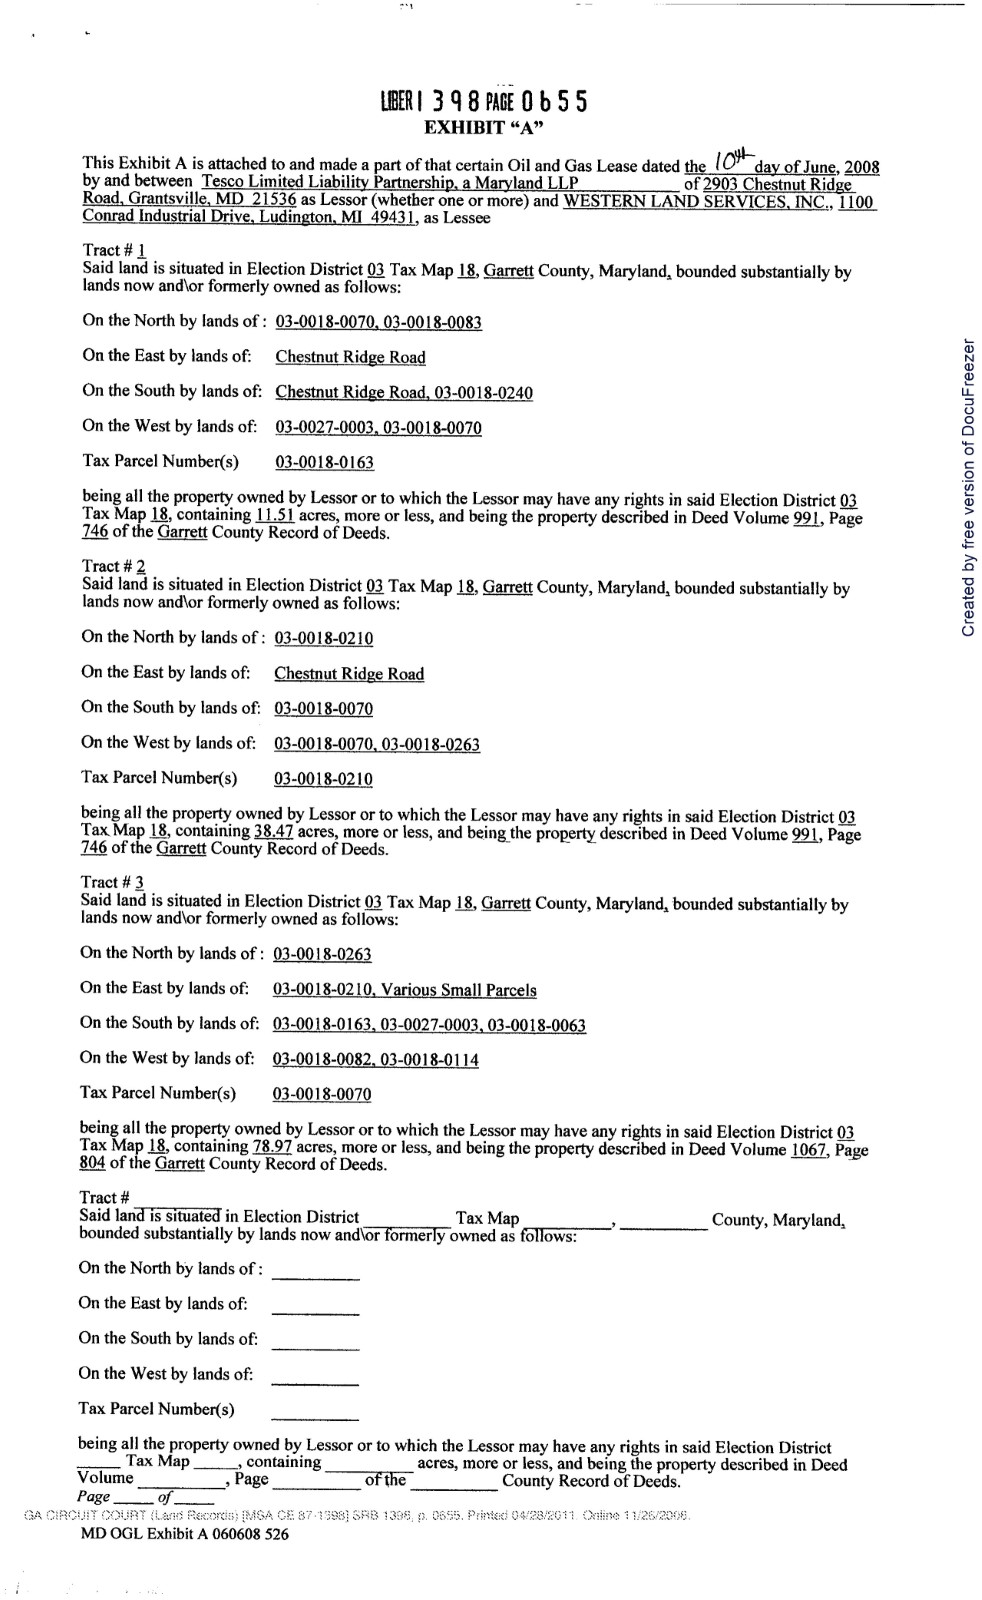 LIBER1 398 PAGE 0655
EXHIBIT “A”
This Exhibit A is attached to and made a part of that certain Oil and Gas Lease dated the 10th day of June, 2008
by and between Tesco Limited Liability Partnership, a Maryland LLP of 2903 Chestnut Ridge
Road, Grantsville, MD 21536 as Lessor (whether one or more) and WESTERN LAND SERVICES, INC., 1100
Conrad Industrial Drive, Ludington, MI 49431, as Lessee
Tract # 1
Said land is situated in Election District 03 Tax Map 18, Garrett County, Maryland, bounded substantially by
lands now and\or formerly owned as follows:
On the North by lands of : 03-0018-0070, 03-0018-0083
On the East by lands of: Chestnut Ridge Road
On the South by lands of: Chestnut Ridge Road, 03-0018-0240
On the West by lands of: 03-0027-0003, 03-0018-0070
Tax Parcel Number(s) 03-0018-0163
being all the property owned by Lessor or to which the Lessor may have any rights in said Election District 03
Tax Map 18, containing 11.51 acres, more or less, and being the property described in Deed Volume 991, Page
746 of the Garrett County Record of Deeds.
Tract # 2
Said land is situated in Election District 03 Tax Map 18, Garrett County, Maryland, bounded substantially by
lands now and\or formerly owned as follows:
On the North by lands of : 03-0018-0210
On the East by lands of: Chestnut Ridge Road
On the South by lands of: 03-0018-0070
On the West by lands of: 03-0018-0070, 03-0018-0263
Tax Parcel Number(s) 03-0018-0210
being all the property owned by Lessor or to which the Lessor may have any rights in said Election District 03
Tax Map 18, containing 38.47 acres, more or less, and being the property described in Deed Volume 991, Page
746 of the Garrett County Record of Deeds.
Tract # 3
Said land is situated in Election District 03 Tax Map 18, Garrett County, Maryland, bounded substantially by
lands now and\or formerly owned as follows:
On the North by lands of : 03-0018-0263
On the East by lands of: 03-0018-0210, Various Small Parcels
On the South by lands of: 03-0018-0163, 03-0027-0003, 03-0018-0063
On the West by lands of: 03-0018-0082, 03-0018-0114
Tax Parcel Number(s) 03-0018-0070
being all the property owned by Lessor or to which the Lessor may have any rights in said Election District 03
Tax Map 18, containing 78.97 acres, more or less, and being the property described in Deed Volume 1067, Page
804 of the Garrett County Record of Deeds.
Tract # ________
Said land is situated in Election District ________ Tax Map ________, ________ County, Maryland,
bounded substantially by lands now and\or formerly owned as follows:
On the North by lands of : ________
On the East by lands of: ________
On the South by lands of: ________
On the West by lands of: ________
Tax Parcel Number(s) ________
being all the property owned by Lessor or to which the Lessor may have any rights in said Election District
_____ Tax Map _____, containing ________ acres, more or less, and being the property described in Deed
Volume ________, Page ________ of the ________ County Record of Deeds.
Page ____ of ____
GA CIRCUIT COURT (Land Records) [MSA CE 87-1398] SRB 1398, p. 0655. Printed 04/28/2011. Online 11/26/2008.
MD OGL Exhibit A 060608 526
Created by free version of DocuFreezer